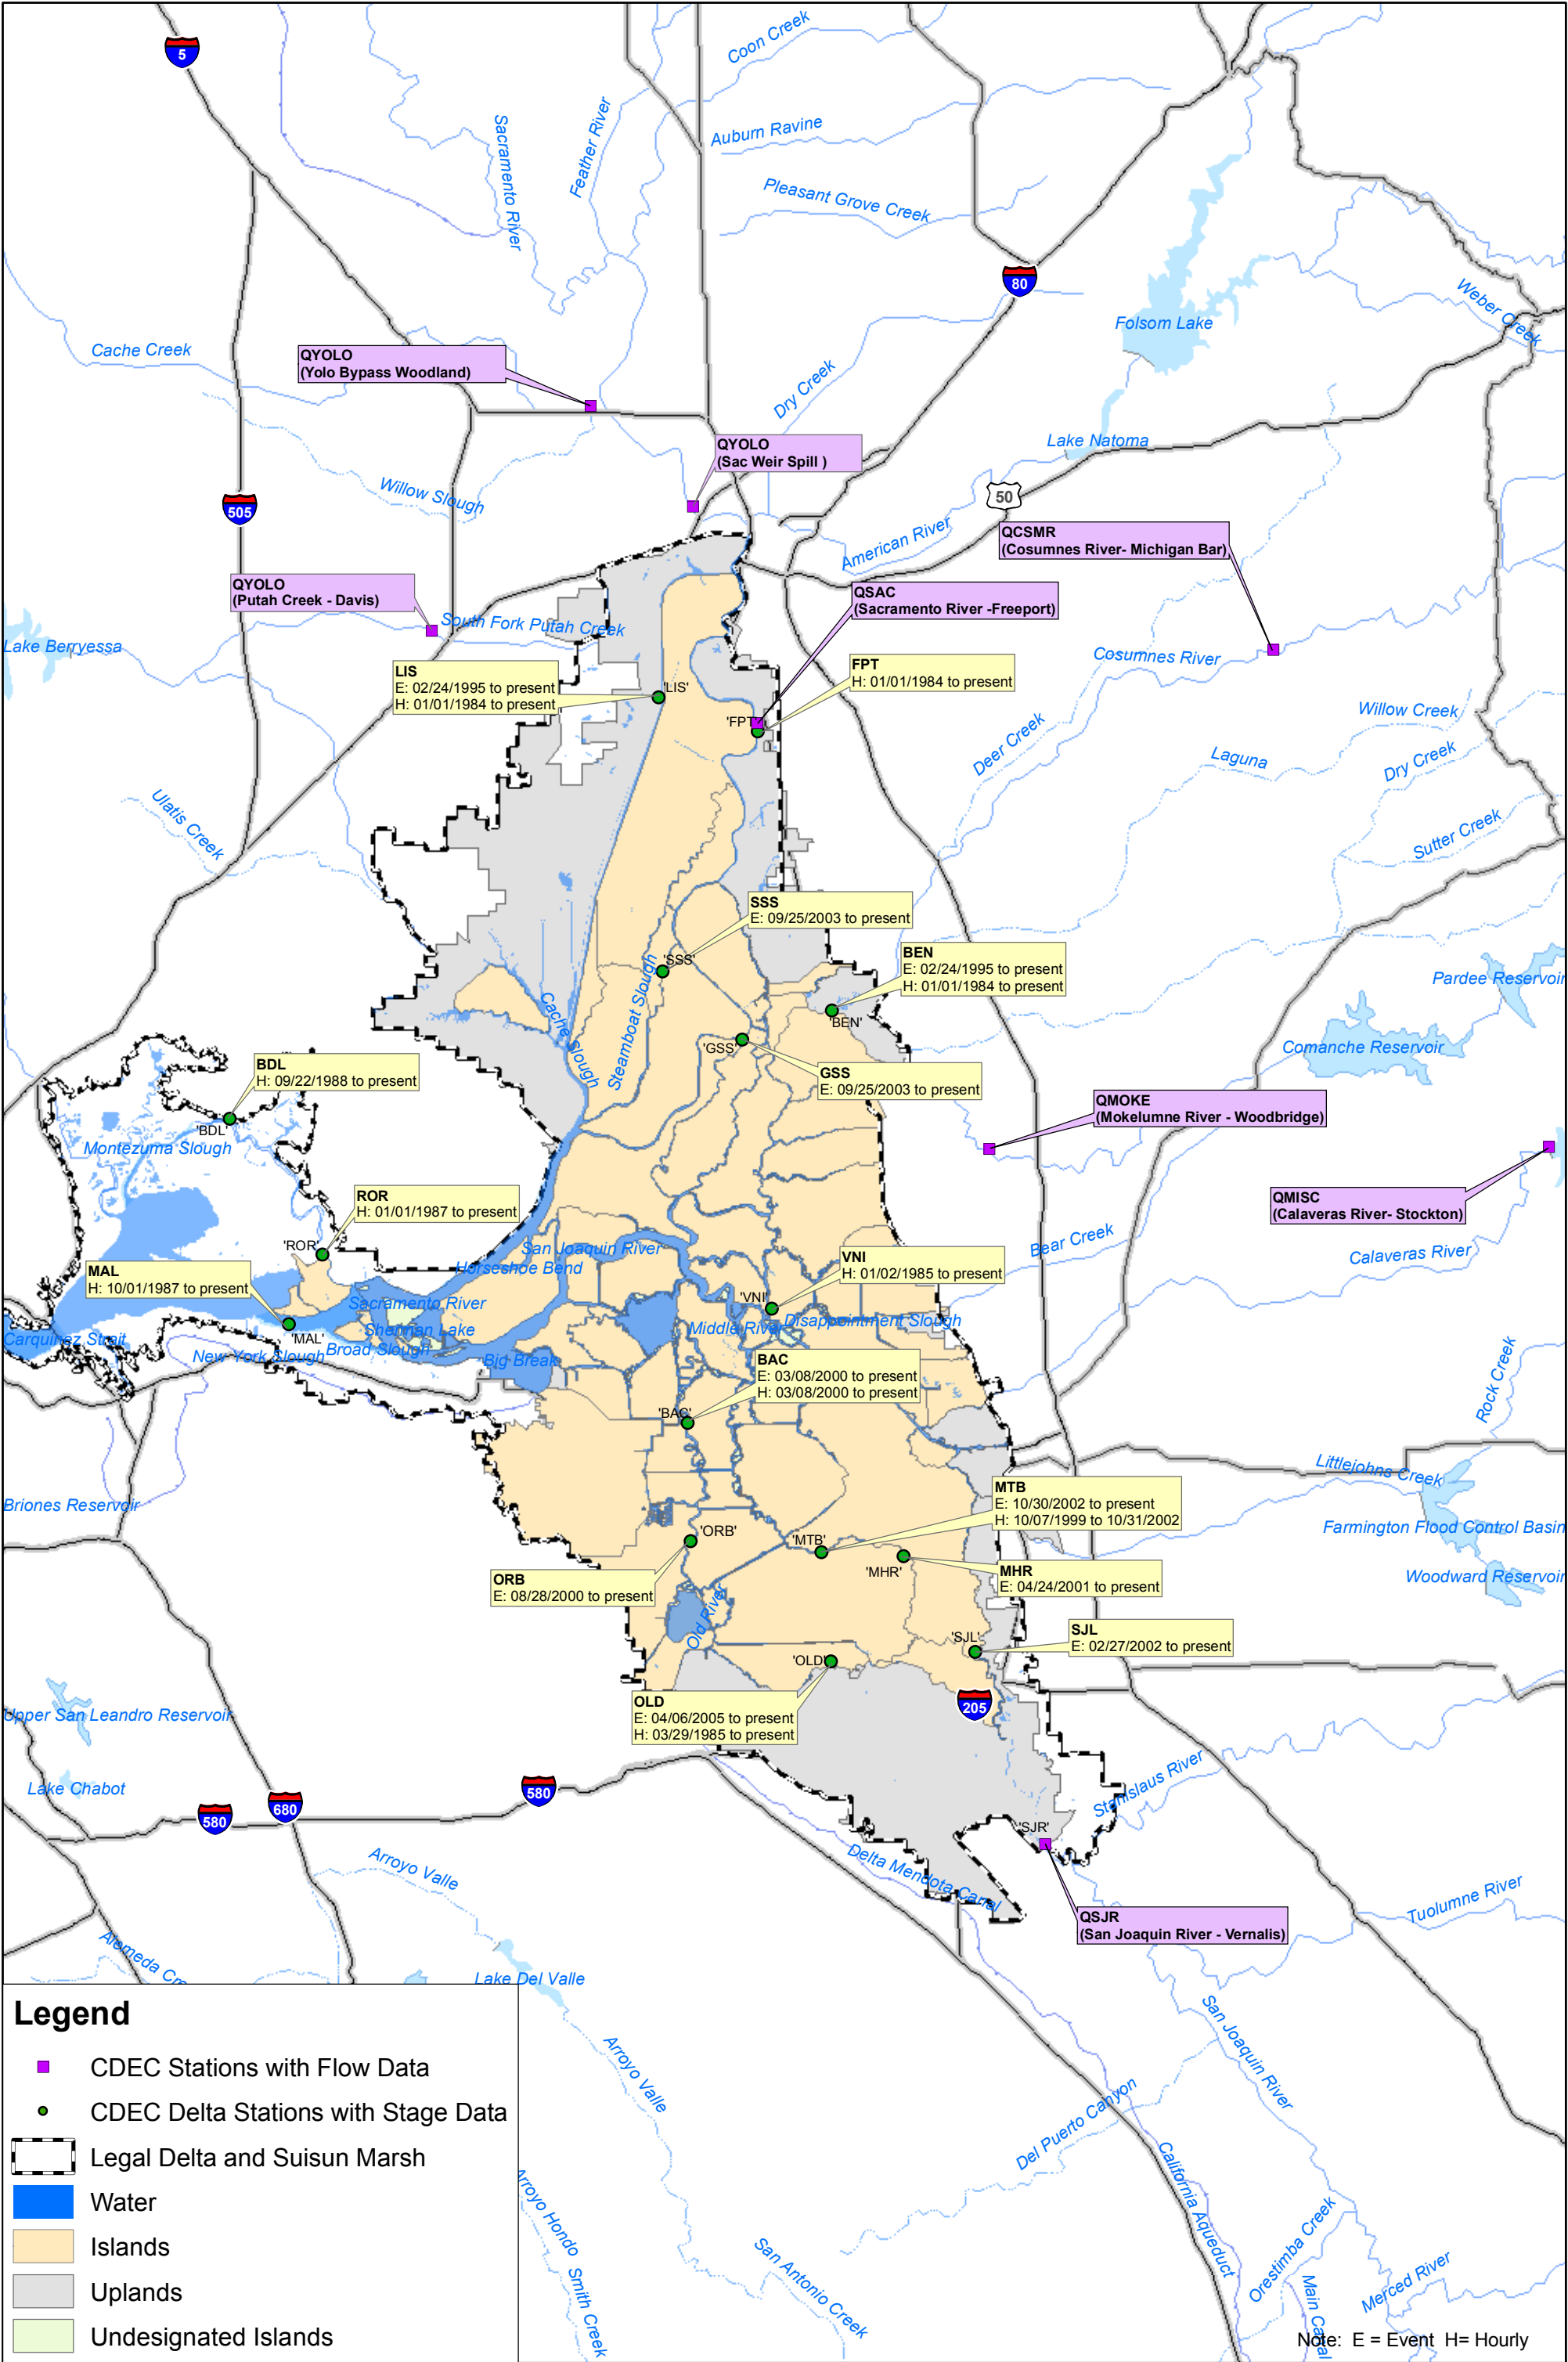 5
Coon Creek
Feather River
Sacramento River
Auburn Ravine
Pleasant Grove Creek
80
Folsom Lake
Weber Creek
Cache Creek
QYOLO
(Yolo Bypass Woodland)
Dry Creek
QYOLO
(Sac Weir Spill )
Lake Natoma
50
Willow Slough
505
American River
QCSMR
(Cosumnes River- Michigan Bar)
QYOLO
(Putah Creek - Davis)
South Fork Putah Creek
QSAC
(Sacramento River -Freeport)
Lake Berryessa
Cosumnes River
LIS
E: 02/24/1995 to present
H: 01/01/1984 to present
'LIS'
FPT
H: 01/01/1984 to present
'FPT'
Willow Creek
Deer Creek
Laguna
Dry Creek
Ulatis Creek
Sutter Creek
SSS
E: 09/25/2003 to present
'SSS'
BEN
E: 02/24/1995 to present
H: 01/01/1984 to present
'BEN'
Pardee Reservoir
Cache Slough
Steamboat Slough
'GSS'
GSS
E: 09/25/2003 to present
Comanche Reservoir
BDL
H: 09/22/1988 to present
'BDL'
Montezuma Slough
QMOKE
(Mokelumne River - Woodbridge)
QMISC
(Calaveras River- Stockton)
ROR
H: 01/01/1987 to present
'ROR'
San Joaquin River
Horseshoe Bend
Bear Creek
Calaveras River
MAL
H: 10/01/1987 to present
'MAL'
VNI
H: 01/02/1985 to present
'VNI'
Sacramento River
Sherman Lake
Middle River
Disappointment Slough
Carquinez Strait
New York Slough
Broad Slough
Big Break
BAC
E: 03/08/2000 to present
H: 03/08/2000 to present
'BAC'
Rock Creek
Littlejohns Creek
MTB
E: 10/30/2002 to present
H: 10/07/1999 to 10/31/2002
'MTB'
Briones Reservoir
Farmington Flood Control Basin
'ORB'
ORB
E: 08/28/2000 to present
'MHR'
MHR
E: 04/24/2001 to present
Woodward Reservoir
Old River
SJL
E: 02/27/2002 to present
'SJL'
'OLD'
OLD
E: 04/06/2005 to present
H: 03/29/1985 to present
205
Upper San Leandro Reservoir
Lake Chabot
580
680
580
Stanislaus River
'SJR'
Delta Mendota Canal
Arroyo Valle
QSJR
(San Joaquin River - Vernalis)
Tuolumne River
Alameda Cre
Lake Del Valle
San Joaquin River
Arroyo Valle
Del Puerto Canyon
California Aqueduct
Arroyo Hondo
Smith Creek
San Antonio Creek
Orestimba Creek
Main Canal
Merced River
Legend
CDEC Stations with Flow Data
CDEC Delta Stations with Stage Data
Legal Delta and Suisun Marsh
Water
Islands
Uplands
Undesignated Islands
Note: E = Event H= Hourly